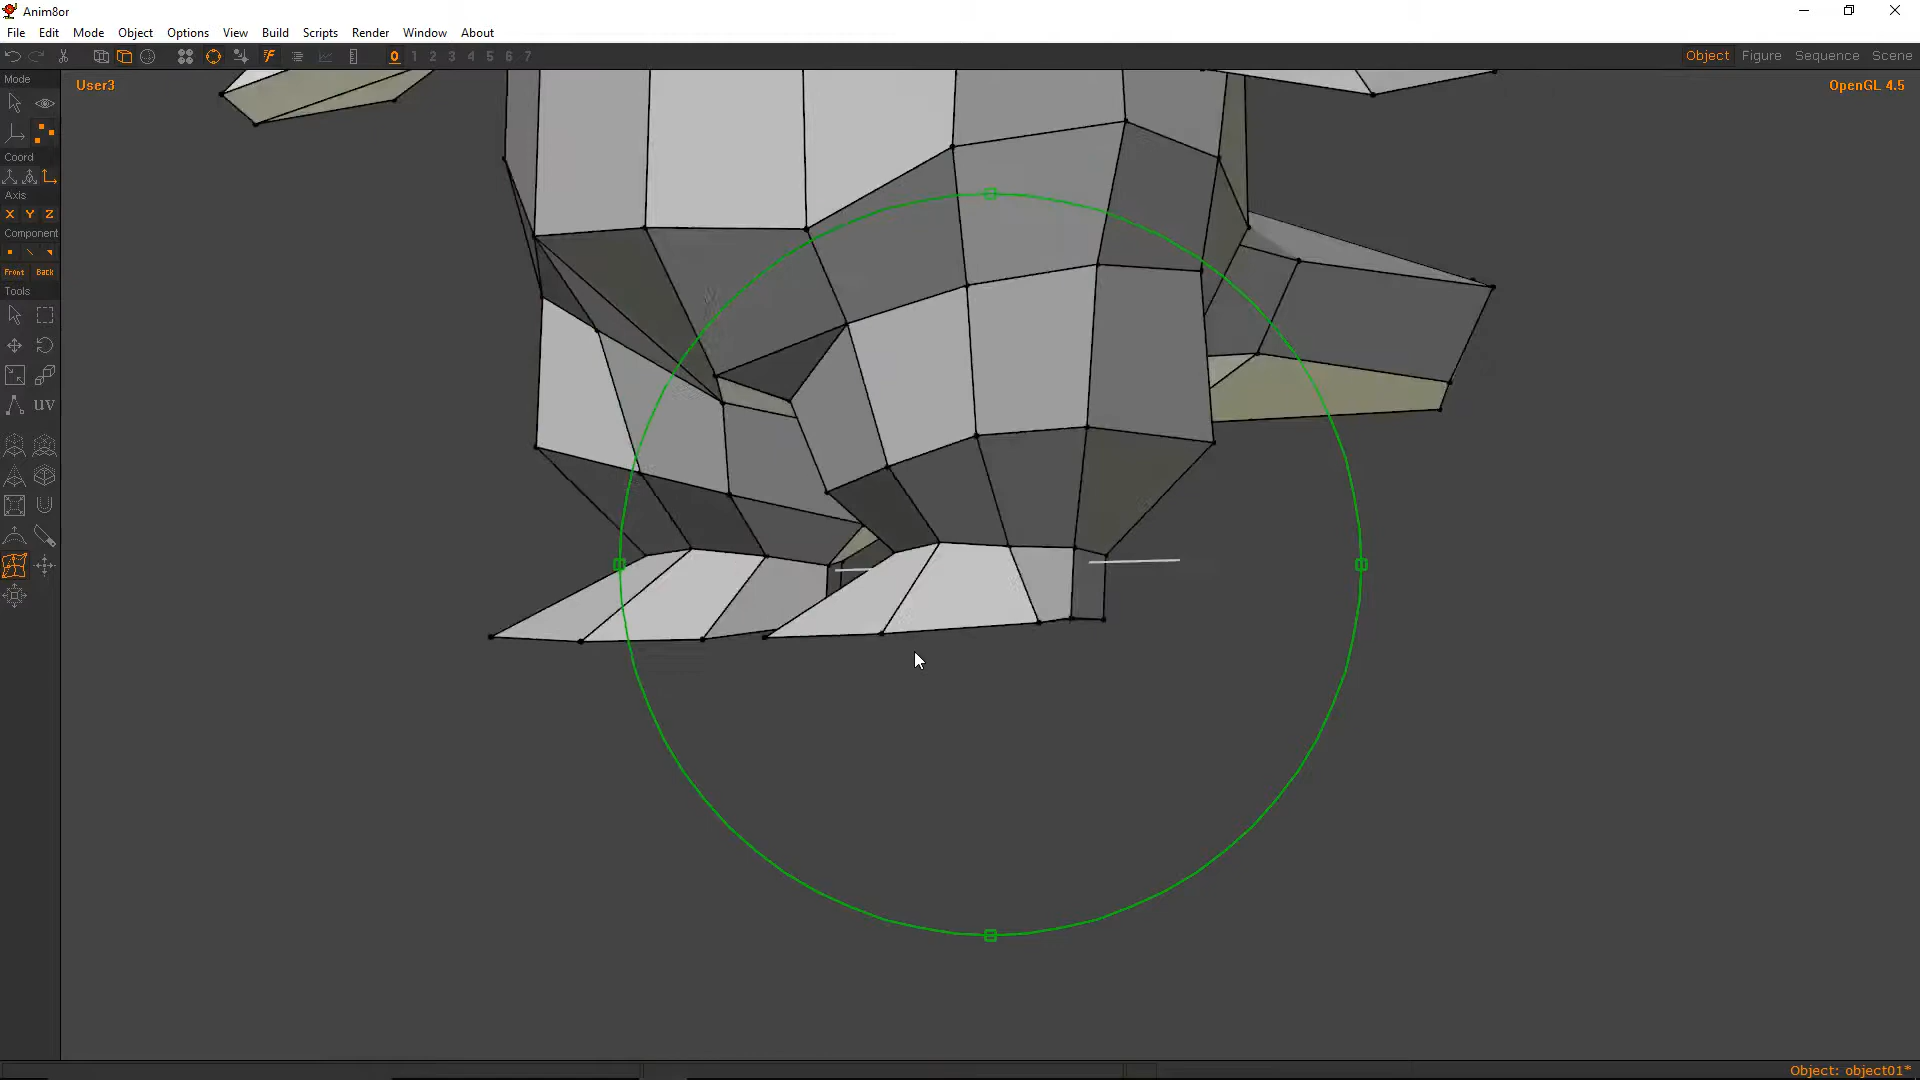 Anim8or
File Edit Mode Object Options View Build Scripts Render Window About
0 1 2 3 4 5 6 7
Object Figure Sequence Scene
Mode
User3
OpenGL 4.5
Coord
Axis
X Y Z
Component
Front Back
Tools
UV
Object: object01*